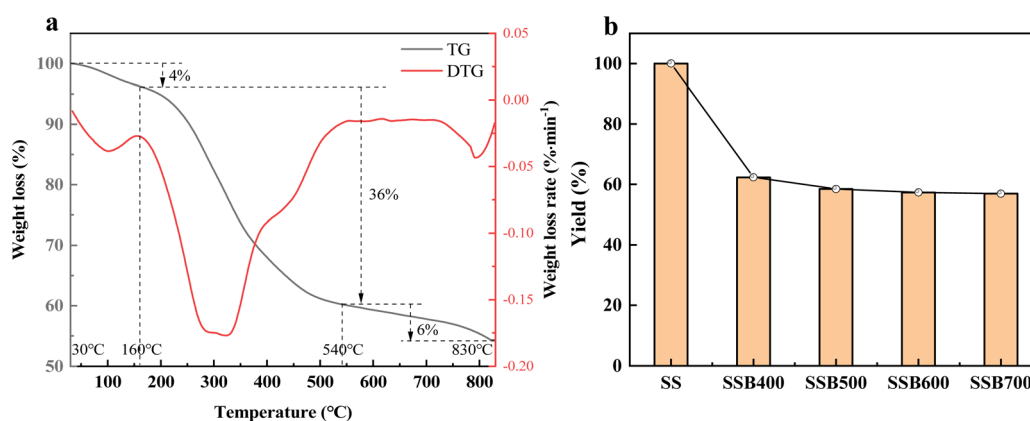 a
TG
DTG
4%
36%
6%
30°C
160°C
540°C
830°C
100
90
80
70
60
50
Weight loss (%)
0.05
0.00
-0.05
-0.10
-0.15
-0.20
Weight loss rate (%·min⁻¹)
100 200 300 400 500 600 700 800
Temperature (°C)
b
100
80
60
40
20
0
Yield (%)
SS SSB400 SSB500 SSB600 SSB700